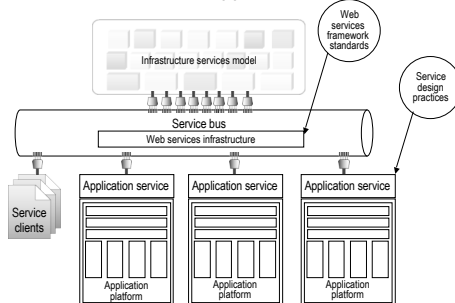 Web
services
framework
standards
Infrastructure services model
Service
design
practices
Service bus
Web services infrastructure
Service
clients
Application service
Application service
Application service
Application
platform
Application
platform
Application
platform